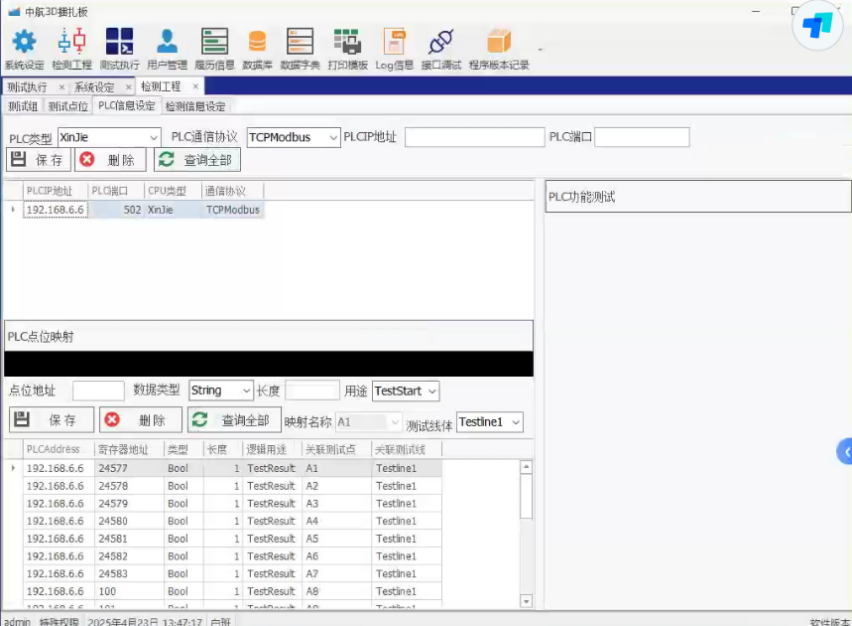 中航3D插扎板
系统设定 检测工程 测试执行 用户管理 履历信息 数据库 数据字典 打印模板 Log信息 接口调试 程序版本记录
测试执行 × 系统设定 × 检测工程 ×
测试组 测试点位 PLC信息设定 检测信息设定
PLC类型 XinJie PLC通信协议 TCPModbus PLCIP地址 PLC端口
保存 删除 查询全部
PLCIP地址 PLC端口 CPU类型 通信协议
192.168.6.6 502 XinJie TCPModbus
PLC功能测试
PLC点位映射
点位地址 数据类型 String 长度 用途 TestStart
保存 删除 查询全部 映射名称 A1 测试线体 Testline1
PLCAddress 寄存器地址 类型 长度 逻辑用途 关联测试点 关联测试线
192.168.6.6 24577 Bool 1 TestResult A1 Testline1
192.168.6.6 24578 Bool 1 TestResult A2 Testline1
192.168.6.6 24579 Bool 1 TestResult A3 Testline1
192.168.6.6 24580 Bool 1 TestResult A4 Testline1
192.168.6.6 24581 Bool 1 TestResult A5 Testline1
192.168.6.6 24582 Bool 1 TestResult A6 Testline1
192.168.6.6 24583 Bool 1 TestResult A7 Testline1
192.168.6.6 100 Bool 1 TestResult A8 Testline1
192.168.6.6 101 Bool 1 TestResult A9 Testline1
admin 特殊权限 2025年4月23日 13:47:17 白班 软件版本